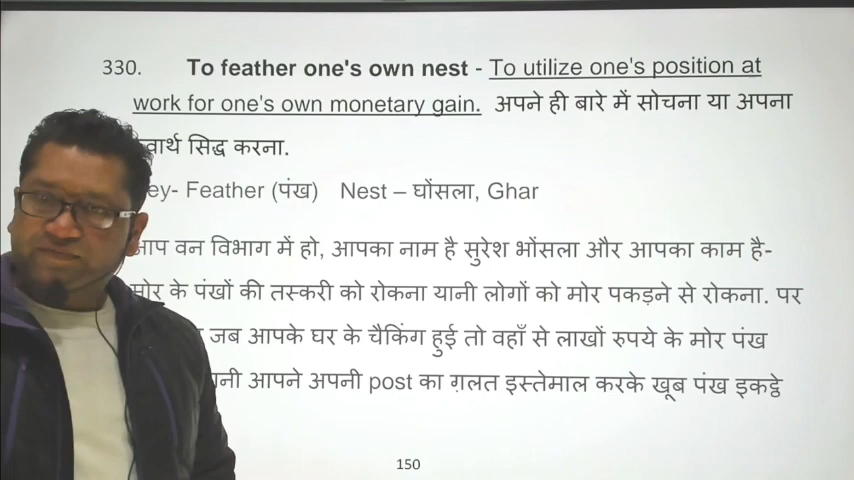 330. To feather one's own nest - To utilize one's position at
work for one's own monetary gain. अपने ही बारे में सोचना या अपना
सिद्ध करना.
Feather (पंख) Nest – घोंसला, Ghar
वन विभाग में हो, आपका नाम है सुरेश भोंसला और आपका काम है-
मोर के पंखों की तस्करी को रोकना यानी लोगों को मोर पकड़ने से रोकना. पर
जब आपके घर के चैकिंग हुई तो वहाँ से लाखों रुपये के मोर पंख
आपने अपनी post का ग़लत इस्तेमाल करके खूब पंख इकट्ठे
150